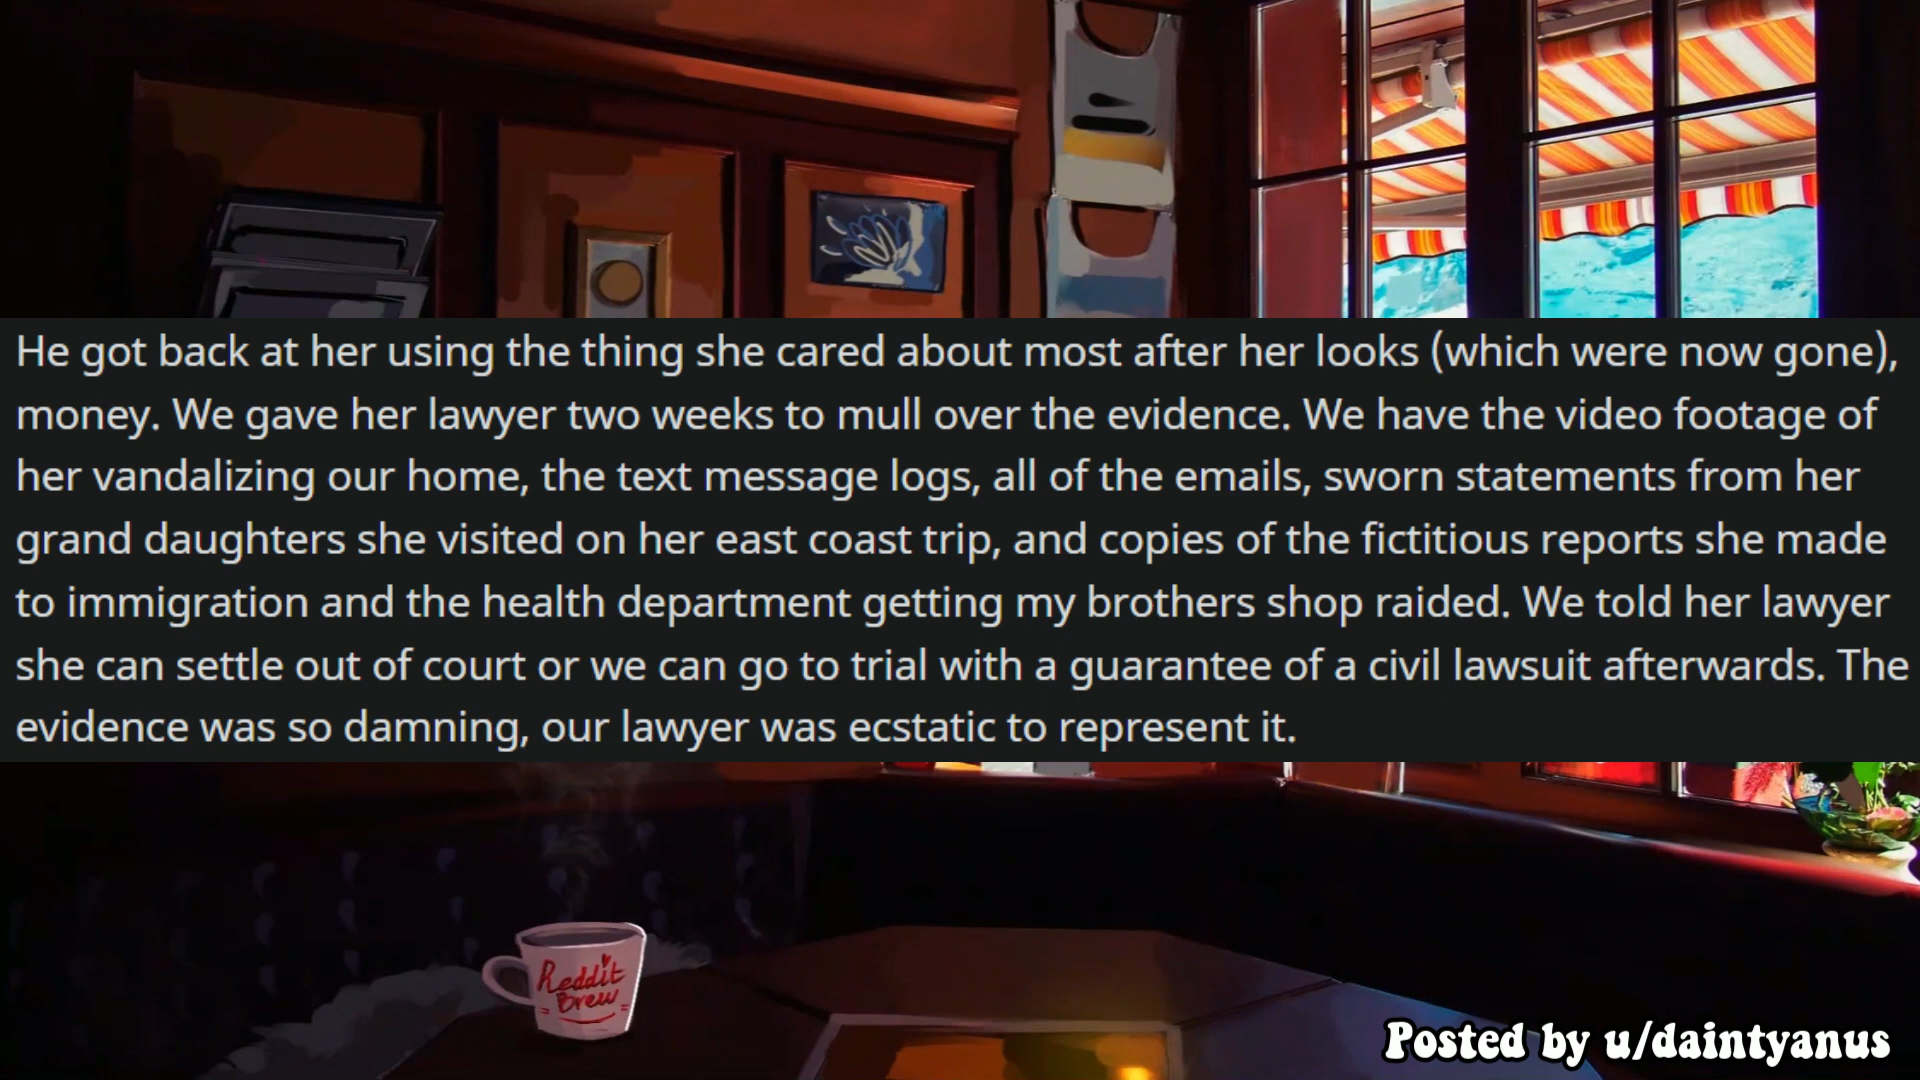 He got back at her using the thing she cared about most after her looks (which were now gone),
money. We gave her lawyer two weeks to mull over the evidence. We have the video footage of
her vandalizing our home, the text message logs, all of the emails, sworn statements from her
grand daughters she visited on her east coast trip, and copies of the fictitious reports she made
to immigration and the health department getting my brothers shop raided. We told her lawyer
she can settle out of court or we can go to trial with a guarantee of a civil lawsuit afterwards. The
evidence was so damning, our lawyer was ecstatic to represent it.
Reddit
Brew
Posted by u/daintyanus